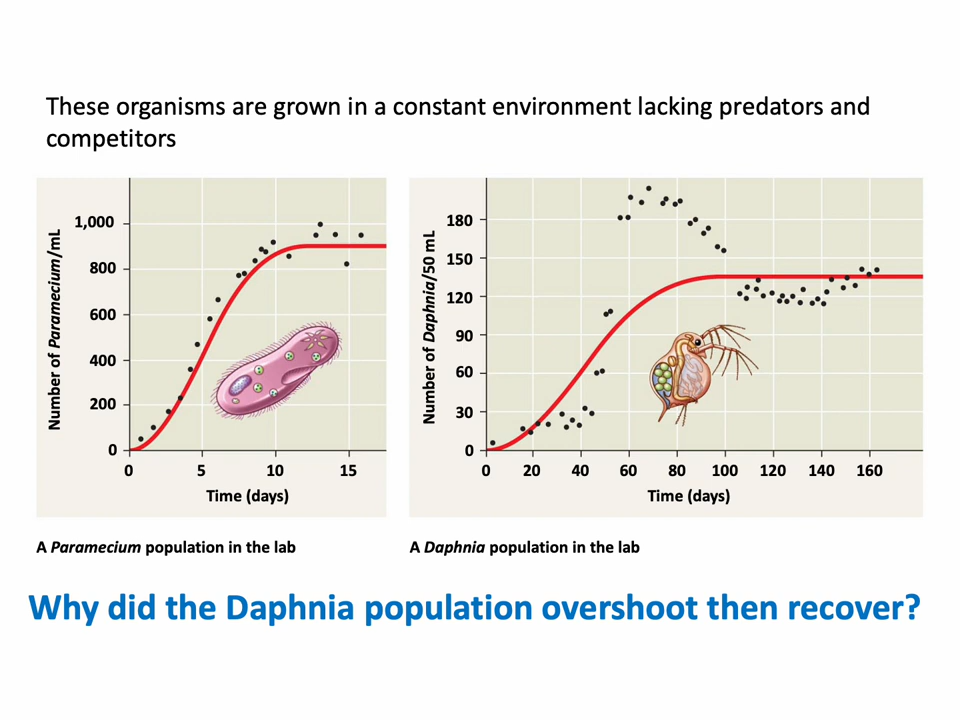 These organisms are grown in a constant environment lacking predators and
competitors
Number of Paramecium/mL
1,000
800
600
400
200
0
0 5 10 15
Time (days)
A Paramecium population in the lab
Number of Daphnia/50 mL
180
150
120
90
60
30
0
0 20 40 60 80 100 120 140 160
Time (days)
A Daphnia population in the lab
Why did the Daphnia population overshoot then recover?